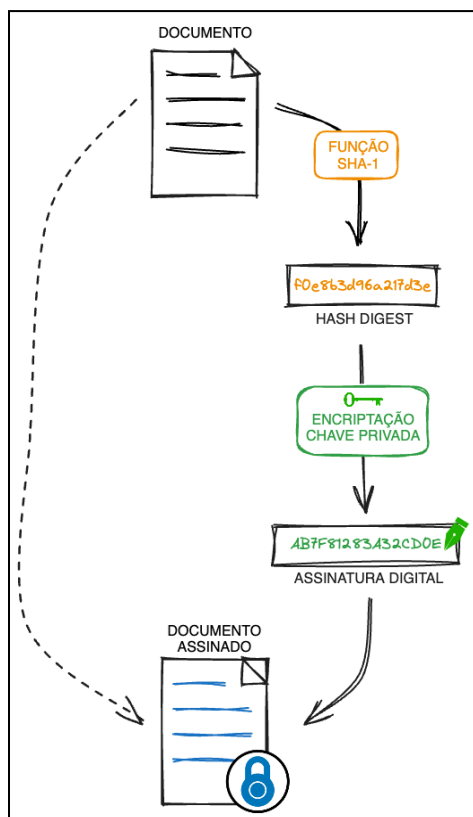 DOCUMENTO
FUNÇÃO
SHA-1
f0e8b3d96a217d3e
HASH DIGEST
ENCRIPTAÇÃO
CHAVE PRIVADA
AB7F81283A32CD0E
ASSINATURA DIGITAL
DOCUMENTO
ASSINADO